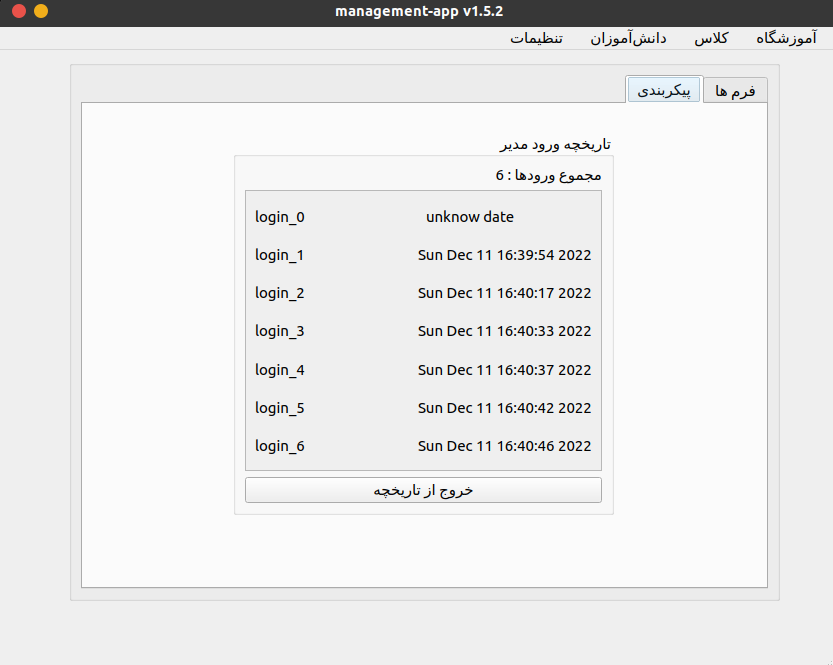 management-app v1.5.2
آموزشگاه کلاس دانش‌آموزان تنظیمات
فرم ها پیکربندی
تاریخچه ورود مدیر
مجموع ورودها : 6
login_0 unknow date
login_1 Sun Dec 11 16:39:54 2022
login_2 Sun Dec 11 16:40:17 2022
login_3 Sun Dec 11 16:40:33 2022
login_4 Sun Dec 11 16:40:37 2022
login_5 Sun Dec 11 16:40:42 2022
login_6 Sun Dec 11 16:40:46 2022
خروج از تاریخچه